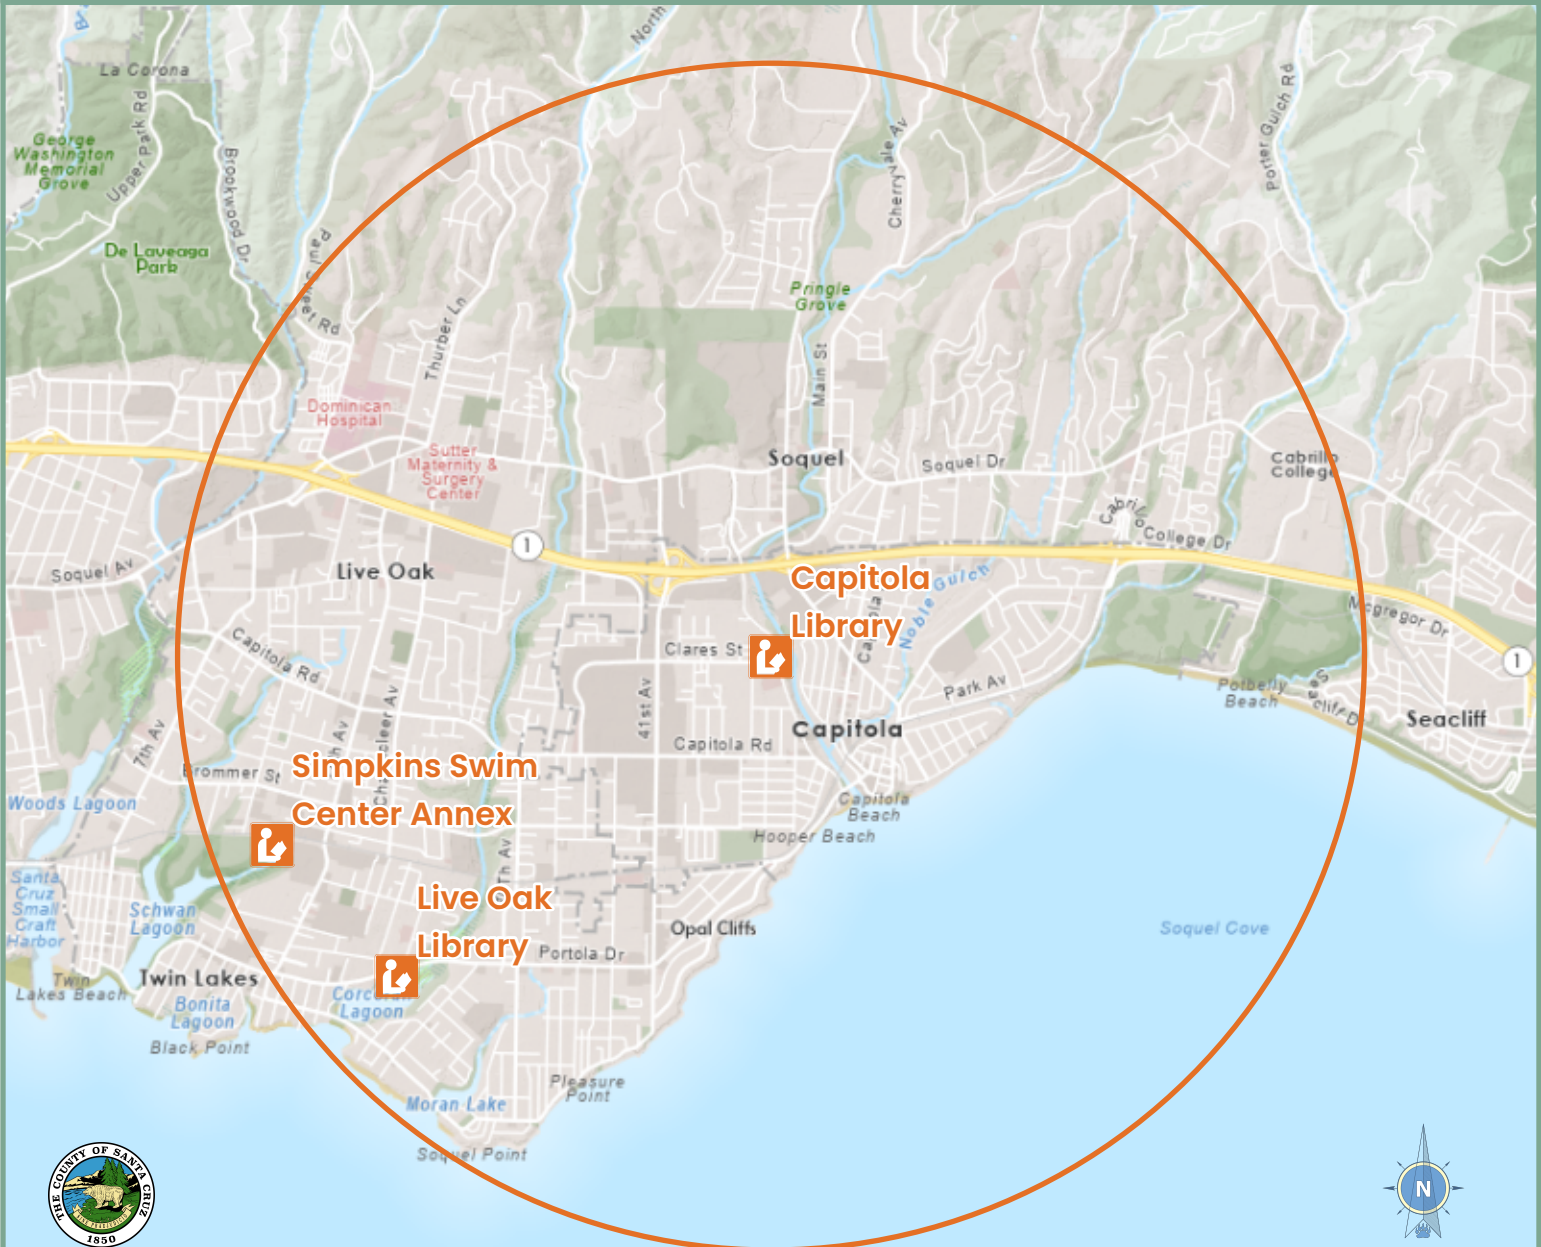 North
La Corona
George
Washington
Memorial
Grove
Upper Park Rd
Brookwood Dr
De Laveaga
Park
Thurber Ln
Cherryvale Av
Porter Gulch Rd
Pringle
Grove
Main St
Dominican
Hospital
Sutter
Maternity &
Surgery
Center
Soquel
Soquel Dr
Cabrillo
College
Cabrillo College Dr
1
Live Oak
Soquel Av
Capitola
Library
Noble Gulch
Mcgregor Dr
1
Clares St
Capitola Rd
41st Av
Park Av
Potbelly
Beach
Seacliff Dr
Seacliff
7th Av
Capitola
Capitola Rd
Brommer St
Simpkins Swim
Center Annex
Woods Lagoon
Capitola
Beach
Hooper Beach
Santa
Cruz
Small
Craft
Harbor
Schwan
Lagoon
Live Oak
Library
Opal Cliffs
Soquel Cove
Portola Dr
Twin
Lakes Beach
Twin Lakes
Bonita
Lagoon
Corcoran
Lagoon
Black Point
Pleasure
Point
Moran Lake
Soquel Point
THE COUNTY OF SANTA CRUZ
1850
N